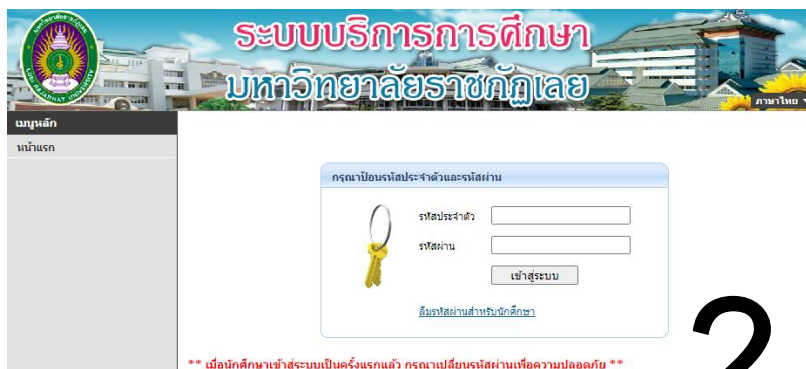 ระบบบริการการศึกษา
มหาวิทยาลัยราชภัฏเลย
ภาษาไทย
เมนูหลัก
หน้าแรก
กรุณาป้อนรหัสประจำตัวและรหัสผ่าน
รหัสประจำตัว
รหัสผ่าน
เข้าสู่ระบบ
ลืมรหัสผ่านสำหรับนักศึกษา
2
** เมื่อนักศึกษาเข้าสู่ระบบเป็นครั้งแรกแล้ว กรุณาเปลี่ยนรหัสผ่านเพื่อความปลอดภัย **